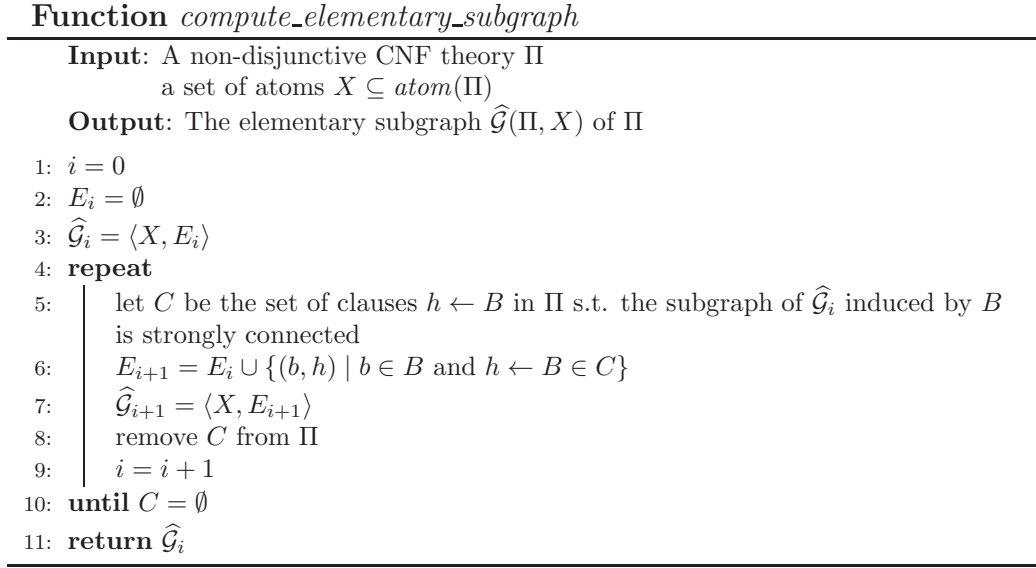 Function compute_elementary_subgraph
Input: A non-disjunctive CNF theory Π
a set of atoms X ⊆ atom(Π)
Output: The elementary subgraph Ĝ(Π, X) of Π
1: i = 0
2: E_i = ∅
3: Ĝ_i = ⟨X, E_i⟩
4: repeat
5: let C be the set of clauses h ← B in Π s.t. the subgraph of Ĝ_i induced by B
is strongly connected
6: E_{i+1} = E_i ∪ {(b, h) | b ∈ B and h ← B ∈ C}
7: Ĝ_{i+1} = ⟨X, E_{i+1}⟩
8: remove C from Π
9: i = i + 1
10: until C = ∅
11: return Ĝ_i